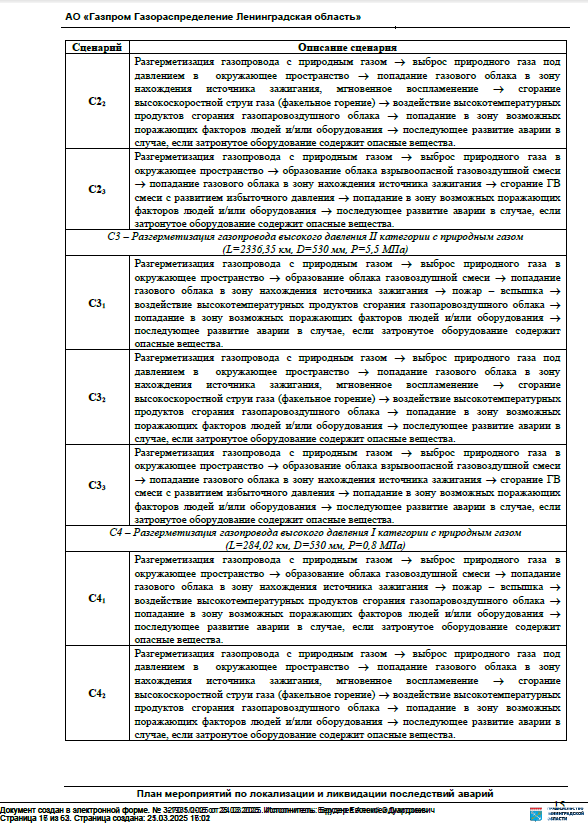 АО «Газпром Газораспределение Ленинградская область»
Сценарий Описание сценария
С2₂
Разгерметизация газопровода с природным газом → выброс природного газа под
давлением в окружающее пространство → попадание газового облака в зону
нахождения источника зажигания, мгновенное воспламенение → сгорание
высокоскоростной струи газа (факельное горение) → воздействие высокотемпературных
продуктов сгорания газопаровоздушного облака → попадание в зону возможных
поражающих факторов людей и/или оборудования → последующее развитие аварии в
случае, если затронутое оборудование содержит опасные вещества.
С2₃
Разгерметизация газопровода с природным газом → выброс природного газа в
окружающее пространство → образование облака взрывоопасной газовоздушной смеси
→ попадание газового облака в зону нахождения источника зажигания → сгорание ГВ
смеси с развитием избыточного давления → попадание в зону возможных поражающих
факторов людей и/или оборудования → последующее развитие аварии в случае, если
затронутое оборудование содержит опасные вещества.
С3 – Разгерметизация газопровода высокого давления II категории с природным газом
(L=2336,35 км, D=530 мм, P=5,5 МПа)
С3₁
Разгерметизация газопровода с природным газом → выброс природного газа в
окружающее пространство → образование облака газовоздушной смеси → попадание
газового облака в зону нахождения источника зажигания → пожар – вспышка →
воздействие высокотемпературных продуктов сгорания газопаровоздушного облака →
попадание в зону возможных поражающих факторов людей и/или оборудования →
последующее развитие аварии в случае, если затронутое оборудование содержит
опасные вещества.
С3₂
Разгерметизация газопровода с природным газом → выброс природного газа под
давлением в окружающее пространство → попадание газового облака в зону
нахождения источника зажигания, мгновенное воспламенение → сгорание
высокоскоростной струи газа (факельное горение) → воздействие высокотемпературных
продуктов сгорания газопаровоздушного облака → попадание в зону возможных
поражающих факторов людей и/или оборудования → последующее развитие аварии в
случае, если затронутое оборудование содержит опасные вещества.
С3₃
Разгерметизация газопровода с природным газом → выброс природного газа в
окружающее пространство → образование облака взрывоопасной газовоздушной смеси
→ попадание газового облака в зону нахождения источника зажигания → сгорание ГВ
смеси с развитием избыточного давления → попадание в зону возможных поражающих
факторов людей и/или оборудования → последующее развитие аварии в случае, если
затронутое оборудование содержит опасные вещества.
С4 – Разгерметизация газопровода высокого давления I категории с природным газом
(L=284,02 км, D=530 мм, P=0,8 МПа)
С4₁
Разгерметизация газопровода с природным газом → выброс природного газа в
окружающее пространство → образование облака газовоздушной смеси → попадание
газового облака в зону нахождения источника зажигания → пожар – вспышка →
воздействие высокотемпературных продуктов сгорания газопаровоздушного облака →
попадание в зону возможных поражающих факторов людей и/или оборудования →
последующее развитие аварии в случае, если затронутое оборудование содержит
опасные вещества.
С4₂
Разгерметизация газопровода с природным газом → выброс природного газа под
давлением в окружающее пространство → попадание газового облака в зону
нахождения источника зажигания, мгновенное воспламенение → сгорание
высокоскоростной струи газа (факельное горение) → воздействие высокотемпературных
продуктов сгорания газопаровоздушного облака → попадание в зону возможных
поражающих факторов людей и/или оборудования → последующее развитие аварии в
случае, если затронутое оборудование содержит опасные вещества.
План мероприятий по локализации и ликвидации последствий аварий
Документ создан в электронной форме. № Исполнитель:
Страница из 63. Страница создана:
ЛЕНИНГРАДСКОЙ
ОБЛАСТИ